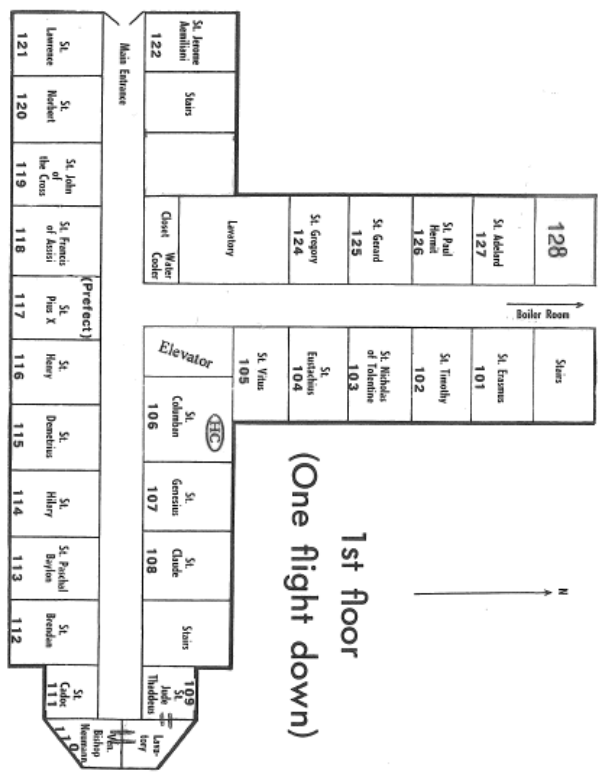 121
St.
Lawrence
120
St.
Norbert
119
St. John
of
the Cross
118
St. Francis
of Assisi
117
St.
Pius X
(Prefect)
116
St.
Henry
115
St.
Demetrius
114
St.
Hilary
113
St. Paschal
Baylon
112
St.
Brendan
111
St.
Cadoc
110
Ven.
Bishop
Neumann
Main Entrance
122
St. Jerome
Aemiliani
Stairs
Closet
Water
Cooler
Lavatory
St. Gregory
124
St. Gerard
125
St. Paul
Hermit
126
St. Adelard
127
128
Boiler Room
Elevator
St. Vitus
105
St.
Eustachius
104
St. Nicholas
of Tolentine
103
St. Timothy
102
St. Erasmus
101
Stairs
St.
Columban
106
HC
St.
Genesius
107
St.
Claude
108
Stairs
109
St.
Jude
Thaddeus
Lava-
tory
1st floor
(One flight down)
N